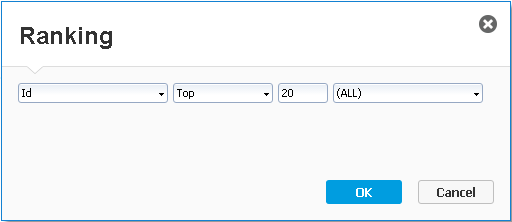 Ranking
Id Top 20 (ALL)
OK Cancel